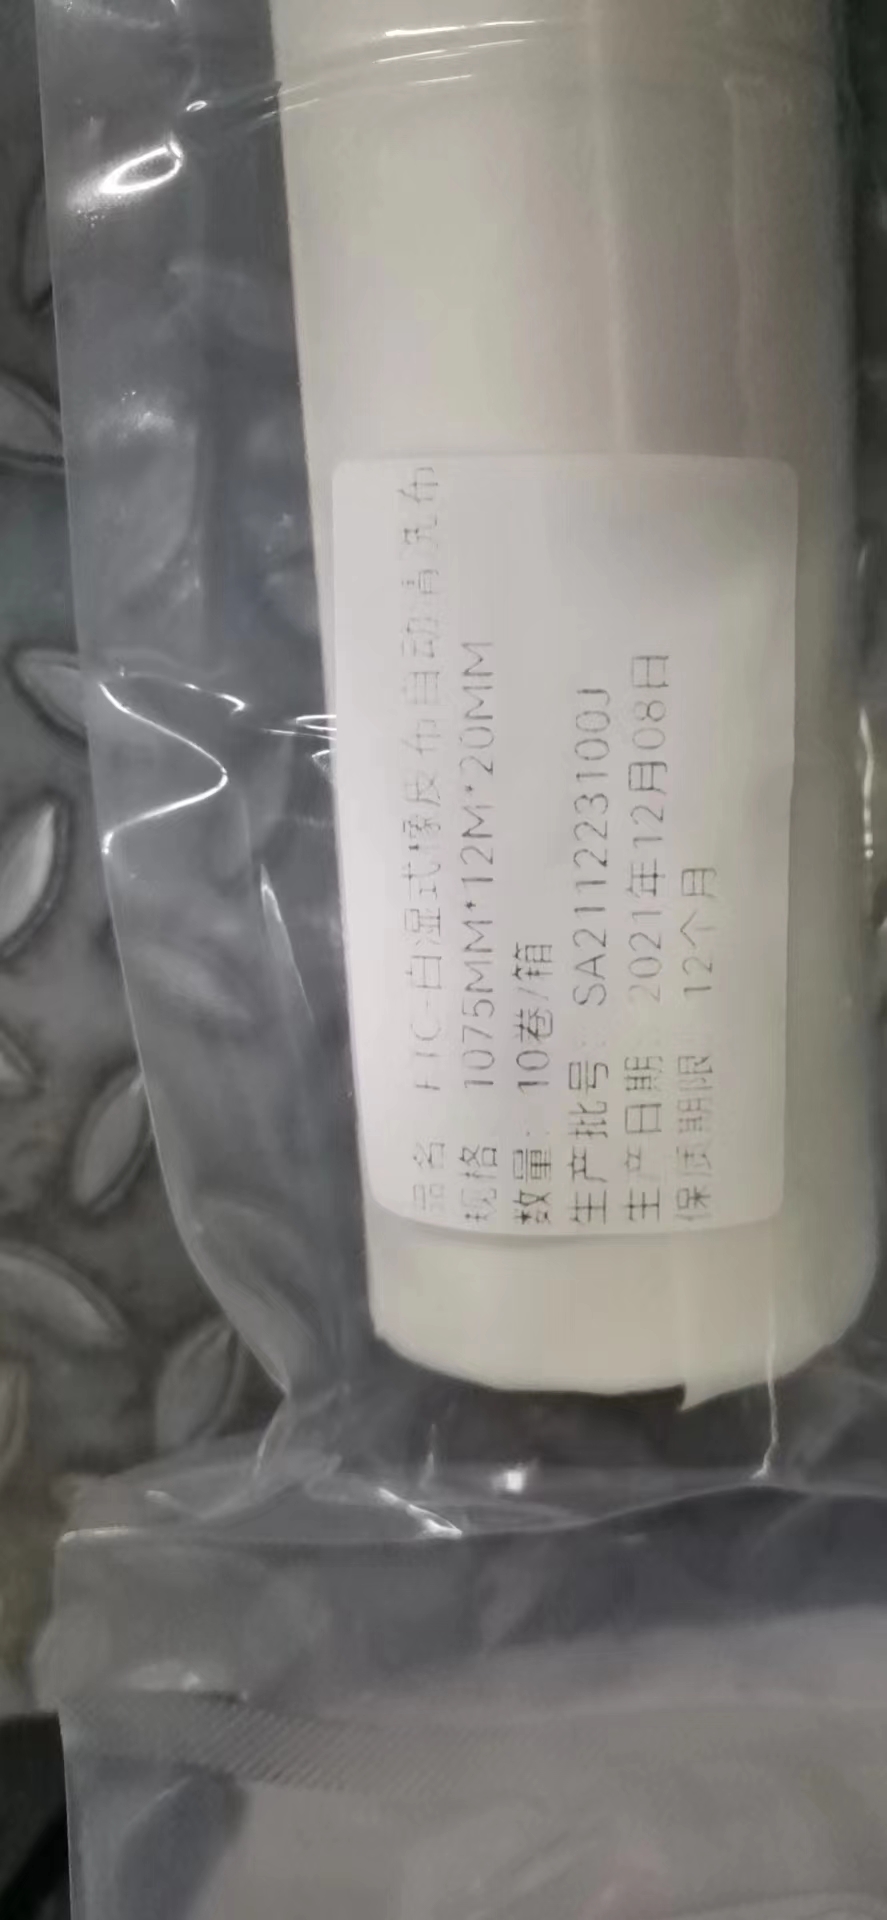 品名 FTC-白湿式橡皮布自动清洗布
规格 1075MM*12M*20MM
数量: 10卷/箱
生产批号: SA211223100J
生产日期: 2021年12月08日
保质期限: 12个月